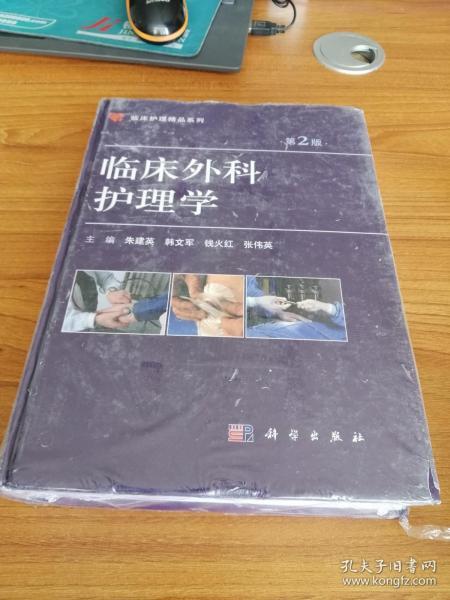 临床护理精品系列
第2版
临床外科
护理学
主 编 朱建英 韩文军 钱火红 张伟英
科学出版社
孔夫子旧书网
www.kongfz.com